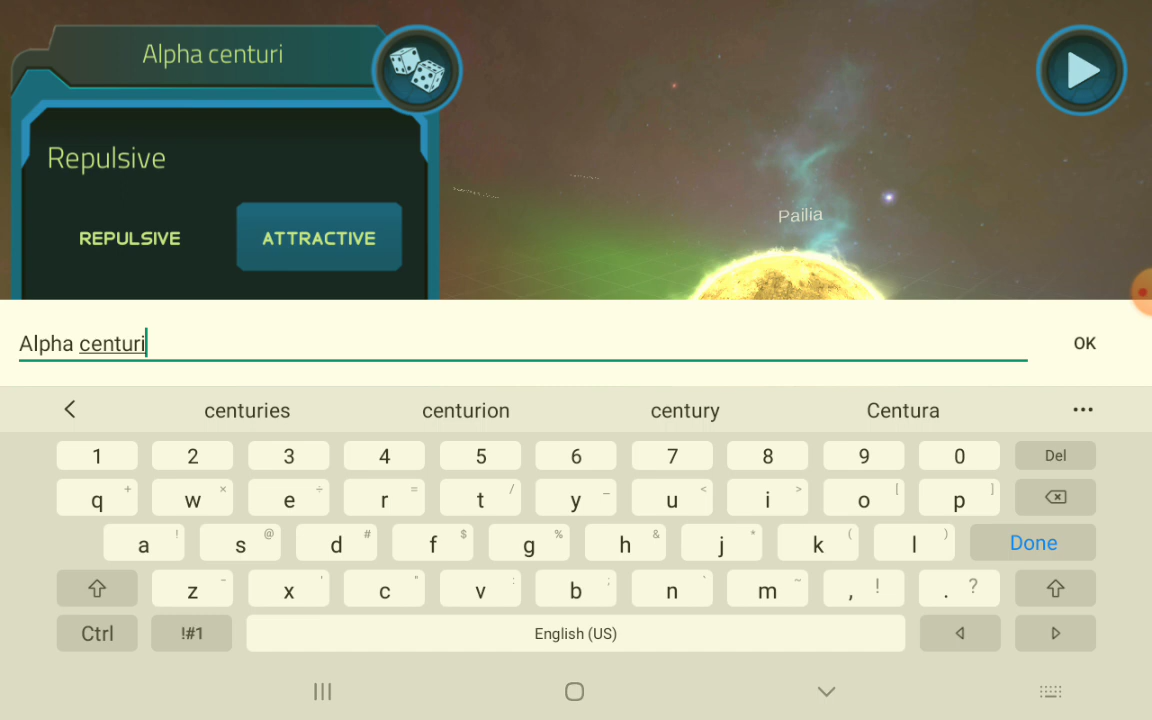 Alpha centuri
Repulsive
REPULSIVE ATTRACTIVE
Pailia
Alpha centuri OK
centuries centurion century Centura
1 2 3 4 5 6 7 8 9 0 Del
q + w × e ÷ r = t / y _ u < i > o [ p ]
a ! s @ d # f $ g % h & j * k ( l ) Done
z - x ' c " v : b ; n ` m ~ , ! . ?
Ctrl !#1 English (US)